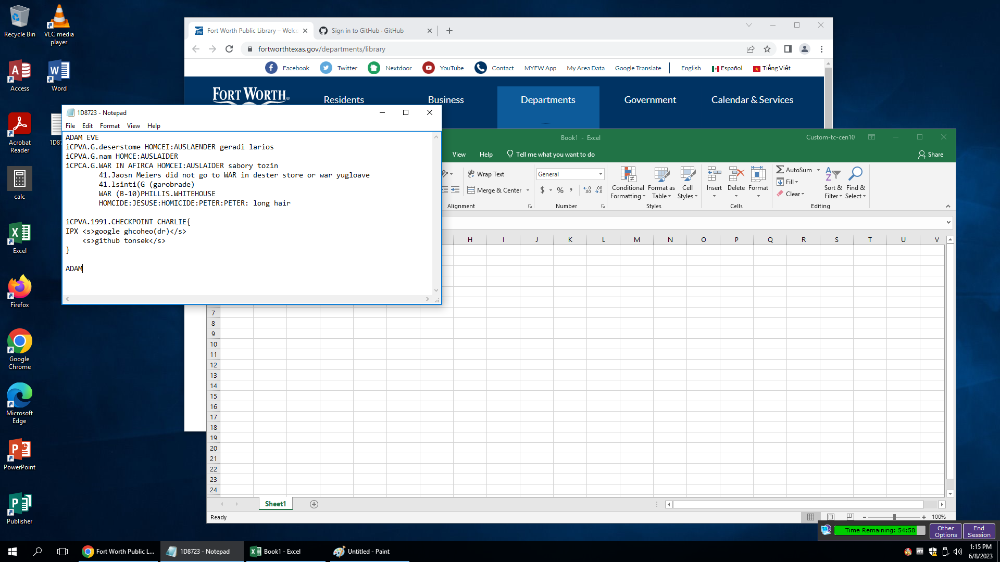 Recycle Bin
VLC media player
Access
Word
Acrobat Reader
1D87
calc
Excel
Firefox
Google Chrome
Microsoft Edge
PowerPoint
Publisher
Fort Worth Public Library – Welc
Sign in to GitHub · GitHub
fortworthtexas.gov/departments/library
Facebook Twitter Nextdoor YouTube Contact MYFW App My Area Data Google Translate English Español Tiếng Việt
FORT WORTH®
Residents Business Departments Government Calendar & Services
1D8723 - Notepad
File Edit Format View Help
ADAM EVE
iCPVA.G.deserstome HOMCEI:AUSLAENDER geradi larios
iCPVA.G.nam HOMCE:AUSLAIDER
iCPCA.G.WAR IN AFIRCA HOMCEI:AUSLAIDER sabory tozin
41.Jaosn Meiers did not go to WAR in dester store or war yugloave
41.lsinti(G (garobrade)
WAR (B-10)PHILLIS.WHITEHOUSE
HOMCIDE:JESUSE:HOMICIDE:PETER:PETER: long hair
iCPVA.1991.CHECKPOINT CHARLIE{
IPX <s>google ghcoheo(dr)</s>
<s>github tonsek</s>
}
ADAM
Book1 - Excel
Custom-tc-cen10
View Help Tell me what you want to do
Share
Wrap Text
Merge & Center
Alignment
General
$ % , .00
Number
Conditional Formatting
Format as Table
Cell Styles
Styles
Insert Delete Format
Cells
AutoSum
Fill
Clear
Sort & Filter
Find & Select
Editing
H I J K L M N O P Q R S T U V
7
8
9
10
11
12
13
14
15
16
17
18
19
20
21
22
23
24
Sheet1
Ready
100%
Time Remaining: 54:58
Other Options
End Session
Fort Worth Public L...
1D8723 - Notepad
Book1 - Excel
Untitled - Paint
1:15 PM
6/8/2023